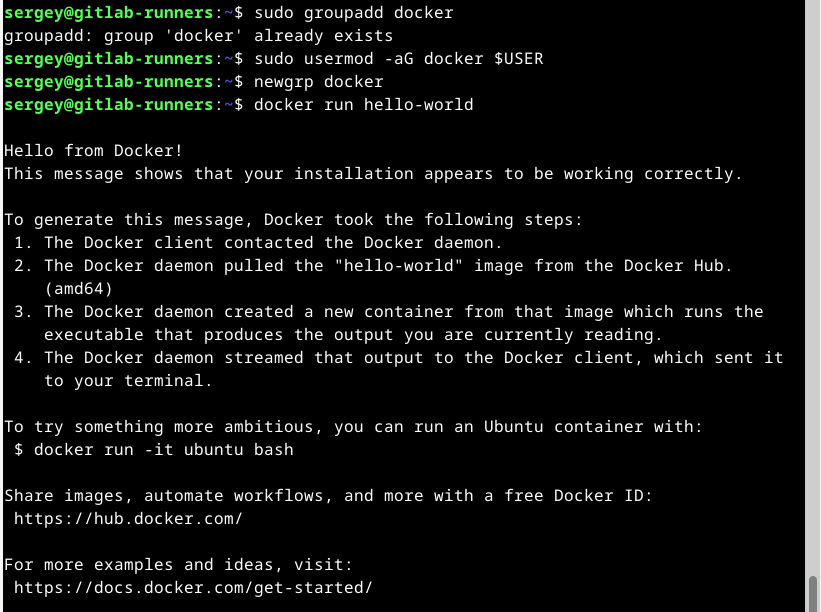 sergey@gitlab-runners:~$ sudo groupadd docker
groupadd: group 'docker' already exists
sergey@gitlab-runners:~$ sudo usermod -aG docker $USER
sergey@gitlab-runners:~$ newgrp docker
sergey@gitlab-runners:~$ docker run hello-world
Hello from Docker!
This message shows that your installation appears to be working correctly.
To generate this message, Docker took the following steps:
1. The Docker client contacted the Docker daemon.
2. The Docker daemon pulled the "hello-world" image from the Docker Hub.
(amd64)
3. The Docker daemon created a new container from that image which runs the
executable that produces the output you are currently reading.
4. The Docker daemon streamed that output to the Docker client, which sent it
to your terminal.
To try something more ambitious, you can run an Ubuntu container with:
$ docker run -it ubuntu bash
Share images, automate workflows, and more with a free Docker ID:
https://hub.docker.com/
For more examples and ideas, visit:
https://docs.docker.com/get-started/